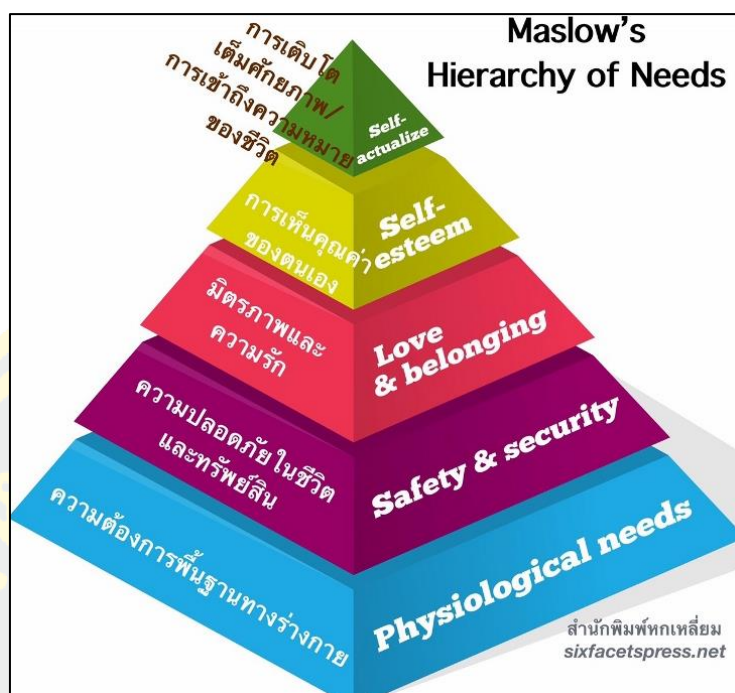 Maslow's
Hierarchy of Needs
การเติบโต
เต็มศักยภาพ/
การเข้าถึงความหมาย
ของชีวิต
Self-
actualize
การเห็นคุณค่า
ของตนเอง
Self-
esteem
มิตรภาพและ
ความรัก
Love
& belonging
ความปลอดภัยในชีวิต
และทรัพย์สิน
Safety & security
ความต้องการพื้นฐานทางร่างกาย
Physiological needs
สำนักพิมพ์หกเหลี่ยม
sixfacetspress.net